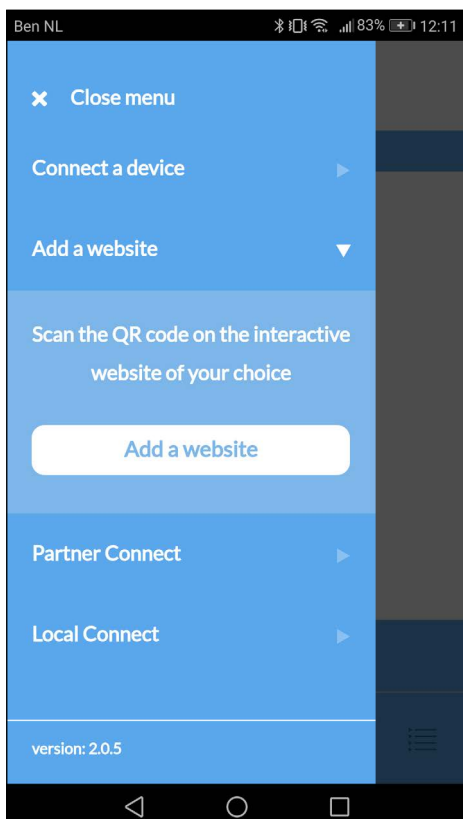 Ben NL 83% 12:11
Close menu
Connect a device
Add a website
Scan the QR code on the interactive
website of your choice
Add a website
Partner Connect
Local Connect
version: 2.0.5